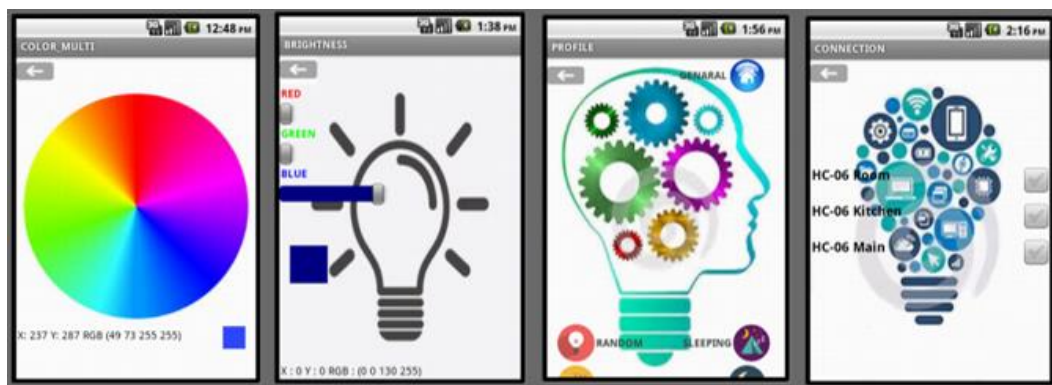 12:48 PM
COLOR_MULTI
X: 237 Y: 287 RGB (49 73 255 255)
1:38 PM
BRIGHTNESS
RED
GREEN
BLUE
X : 0 Y : 0 RGB : (0 0 130 255)
1:56 PM
PROFILE
GENARAL
RANDOM
SLEEPING
2:16 PM
CONNECTION
HC-06 Room
HC-06 Kitchen
HC-06 Main